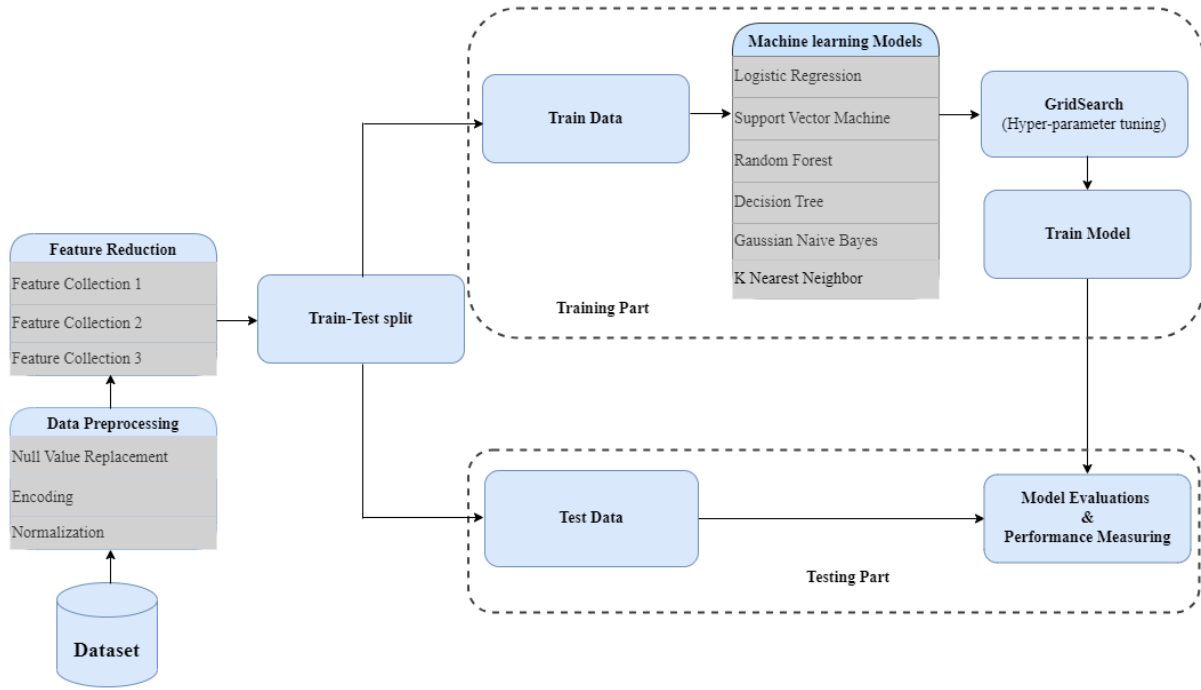 Machine learning Models
Logistic Regression
Support Vector Machine
Random Forest
Decision Tree
Gaussian Naive Bayes
K Nearest Neighbor
Train Data
GridSearch
(Hyper-parameter tuning)
Train Model
Training Part
Feature Reduction
Feature Collection 1
Feature Collection 2
Feature Collection 3
Train-Test split
Data Preprocessing
Null Value Replacement
Encoding
Normalization
Dataset
Test Data
Model Evaluations
&
Performance Measuring
Testing Part